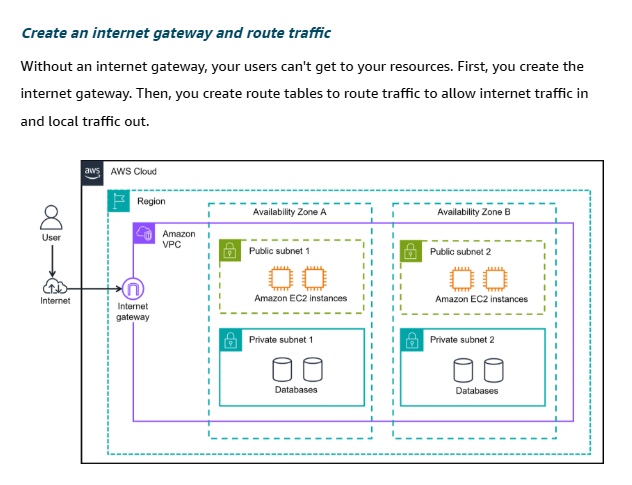 Create an internet gateway and route traffic
Without an internet gateway, your users can't get to your resources. First, you create the
internet gateway. Then, you create route tables to route traffic to allow internet traffic in
and local traffic out.
aws
AWS Cloud
Region
Availability Zone A
Availability Zone B
User
Amazon
VPC
Public subnet 1
Public subnet 2
Internet
Amazon EC2 instances
Amazon EC2 instances
Internet
gateway
Private subnet 1
Private subnet 2
Databases
Databases